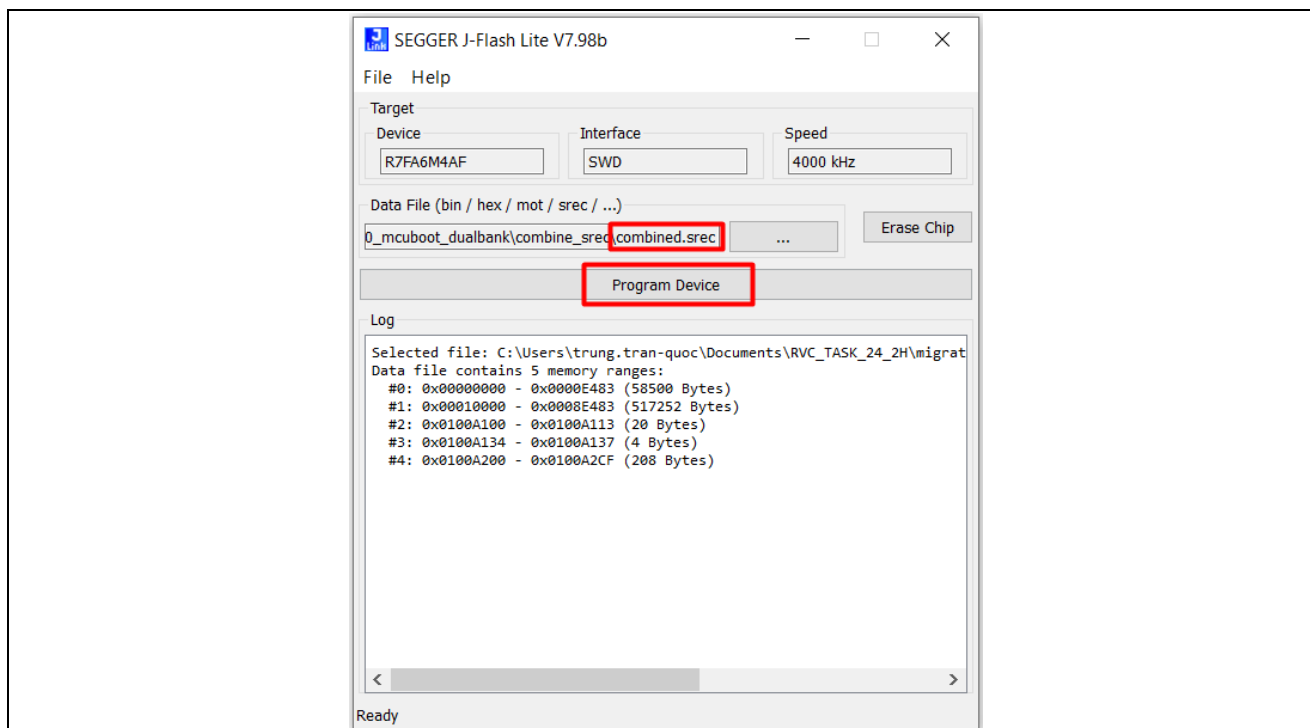 J Link SEGGER J-Flash Lite V7.98b
File Help
Target
Device Interface Speed
R7FA6M4AF SWD 4000 kHz
Data File (bin / hex / mot / srec / ...)
0_mcuboot_dualbank\combine_srec\combined.srec ... Erase Chip
Program Device
Log
Selected file: C:\Users\trung.tran-quoc\Documents\RVC_TASK_24_2H\migrat
Data file contains 5 memory ranges:
#0: 0x00000000 - 0x0000E483 (58500 Bytes)
#1: 0x00010000 - 0x0008E483 (517252 Bytes)
#2: 0x0100A100 - 0x0100A113 (20 Bytes)
#3: 0x0100A134 - 0x0100A137 (4 Bytes)
#4: 0x0100A200 - 0x0100A2CF (208 Bytes)
Ready